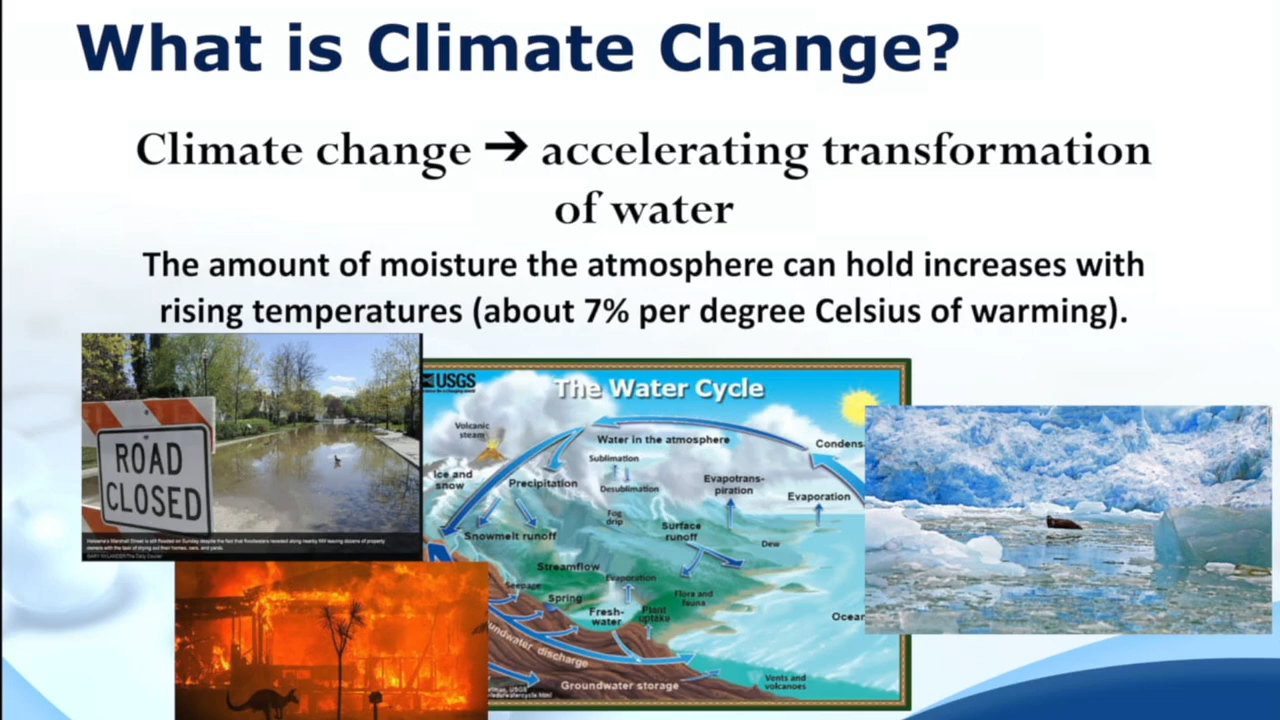 What is Climate Change?
Climate change → accelerating transformation
of water
The amount of moisture the atmosphere can hold increases with
rising temperatures (about 7% per degree Celsius of warming).
ROAD
CLOSED
USGS
The Water Cycle
Volcanic
steam
Water in the atmosphere
Condens
Sublimation
Ice and
snow
Precipitation
Desublimation
Evapotrans-
piration
Evaporation
Fog
drip
Snowmelt runoff
Surface
runoff
Dew
Streamflow
Evaporation
Seepage
Spring
Flora and
fauna
Fresh-
water
Plant
uptake
Ocear
undwater discharge
Groundwater storage
Vents and
volcanoes